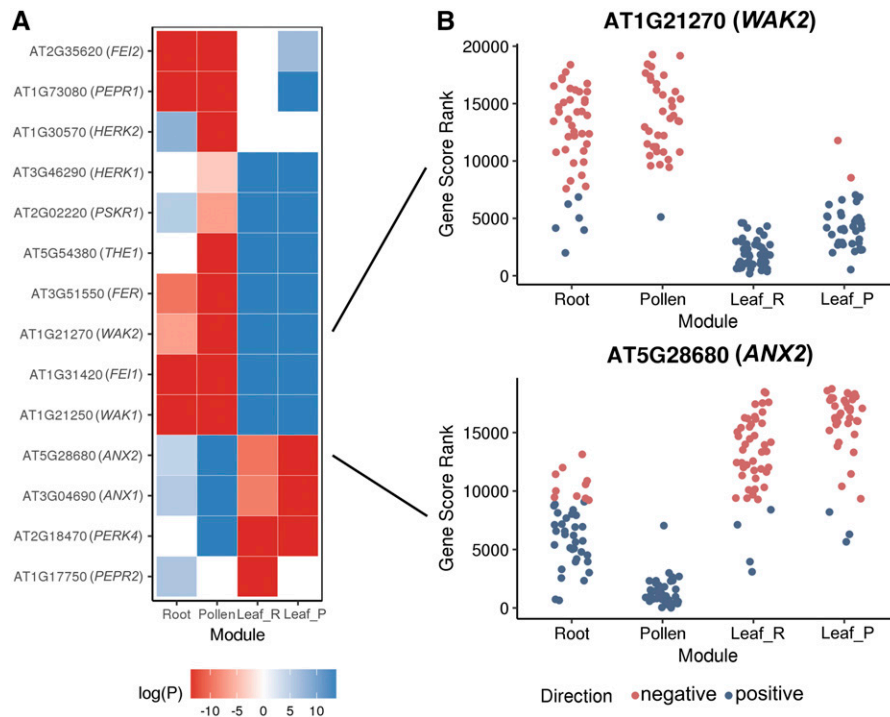 A
AT2G35620 (FEI2)
AT1G73080 (PEPR1)
AT1G30570 (HERK2)
AT3G46290 (HERK1)
AT2G02220 (PSKR1)
AT5G54380 (THE1)
AT3G51550 (FER)
AT1G21270 (WAK2)
AT1G31420 (FEI1)
AT1G21250 (WAK1)
AT5G28680 (ANX2)
AT3G04690 (ANX1)
AT2G18470 (PERK4)
AT1G17750 (PEPR2)
Root Pollen Leaf_R Leaf_P
Module
log(P)
-10 -5 0 5 10
B
AT1G21270 (WAK2)
Gene Score Rank
20000
15000
10000
5000
0
Root Pollen Leaf_R Leaf_P
Module
AT5G28680 (ANX2)
Gene Score Rank
15000
10000
5000
0
Root Pollen Leaf_R Leaf_P
Module
Direction negative positive